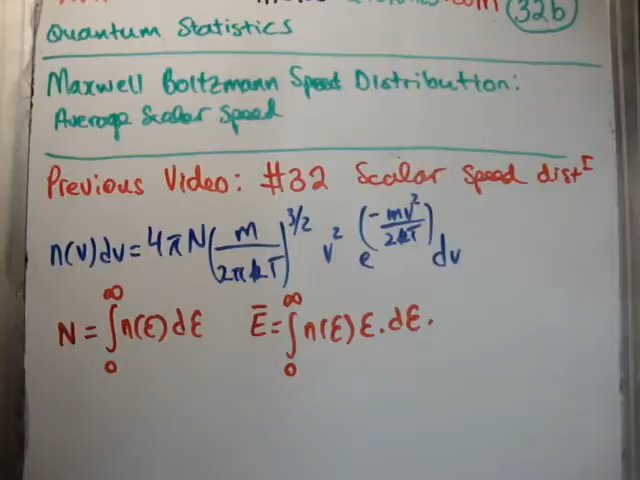 32b
Quantum Statistics
Maxwell Boltzmann Speed Distribution:
Average Scalar Speed
Previous Video: #32 Scalar Speed dist
n(v)dv = 4πN(m/2πkT)^3/2 v² e^(-mv²/2kT) dv
N = ∫₀^∞ n(ε)dε Ē = ∫₀^∞ n(ε)ε.dε.